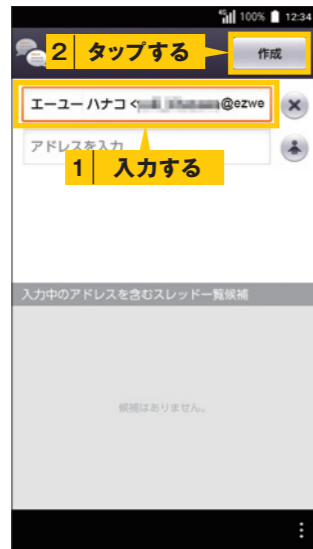 4G 100% 12:34
2 タップする
作成
エーユー ハナコ < @ezwe
アドレスを入力
1 入力する
入力中のアドレスを含むスレッド一覧候補
候補はありません。